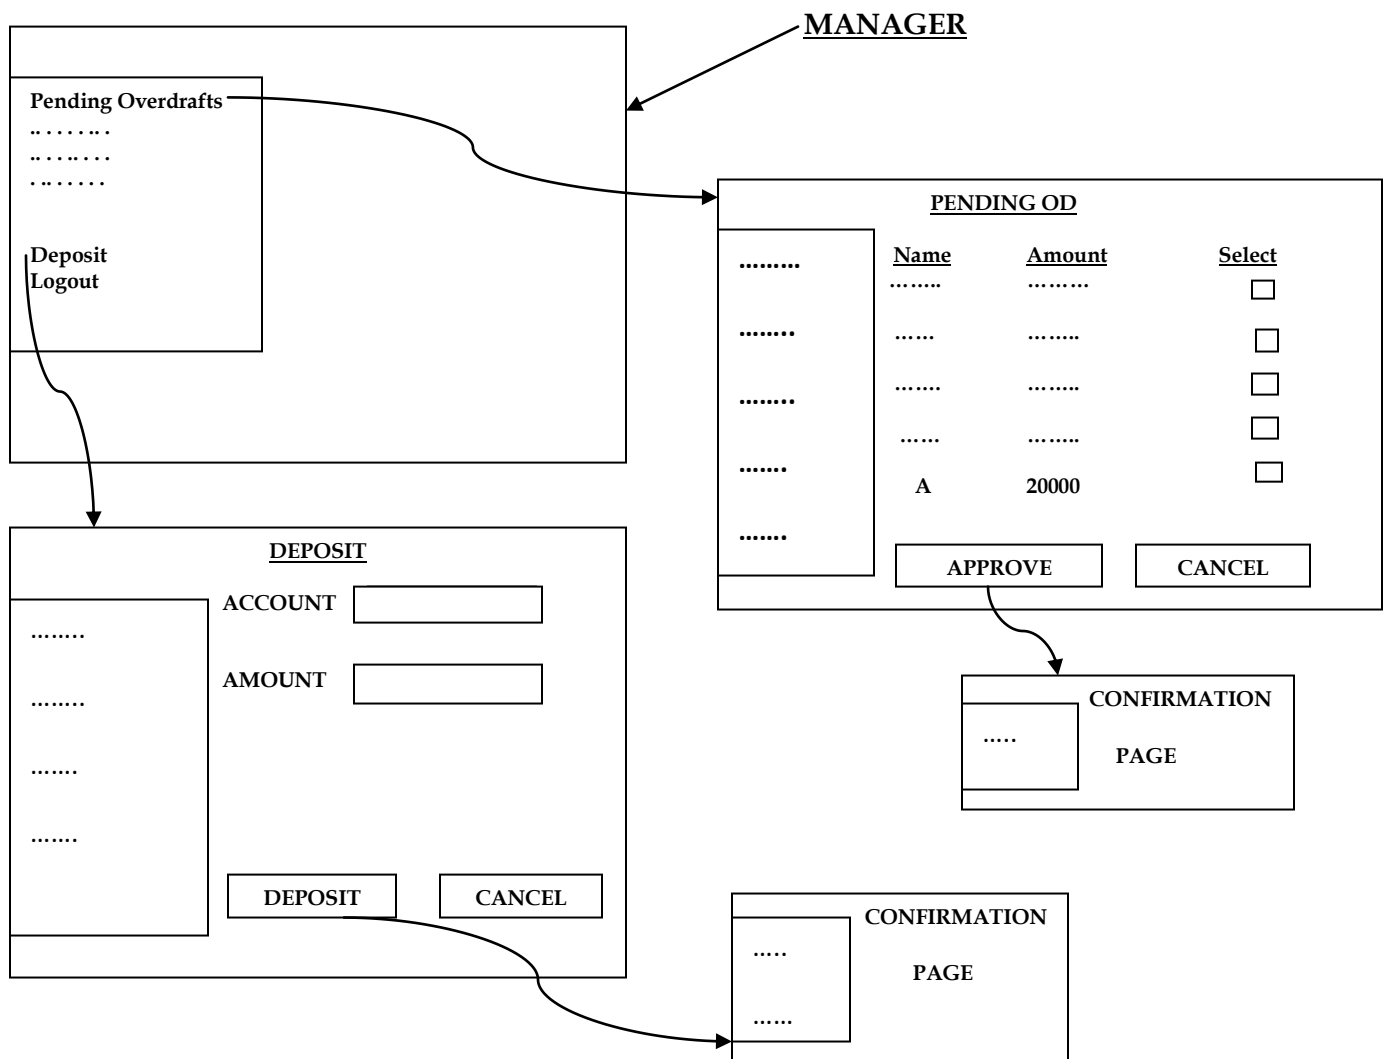 MANAGER
Pending Overdrafts
.. . . . . .. .
.. . . .. . . .
. .. . . . . .
Deposit
Logout
PENDING OD
Name Amount Select
......... 
........ .........
........
...... ........
........
....... ........
...... ........
.......
A 20000
.......
APPROVE CANCEL
CONFIRMATION
.....
PAGE
DEPOSIT
ACCOUNT
........
AMOUNT
........
.......
.......
DEPOSIT CANCEL
CONFIRMATION
.....
PAGE
......